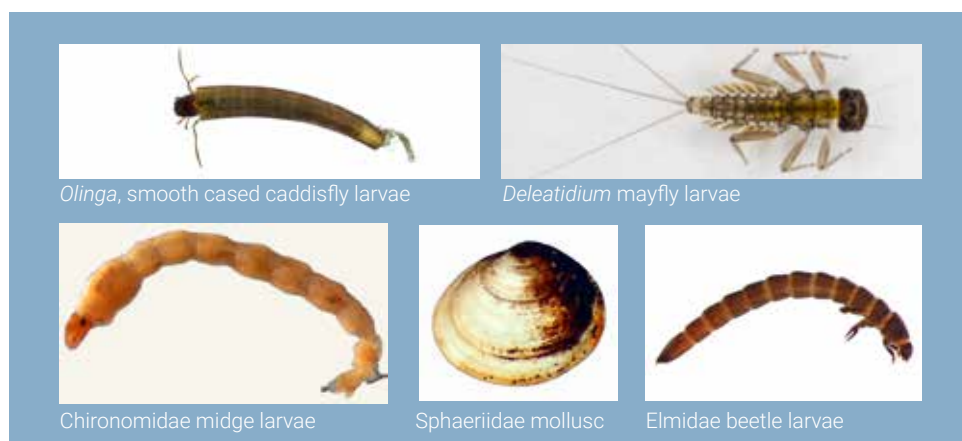 Olinga, smooth cased caddisfly larvae
Deleatidium mayfly larvae
Chironomidae midge larvae
Sphaeriidae mollusc
Elmidae beetle larvae